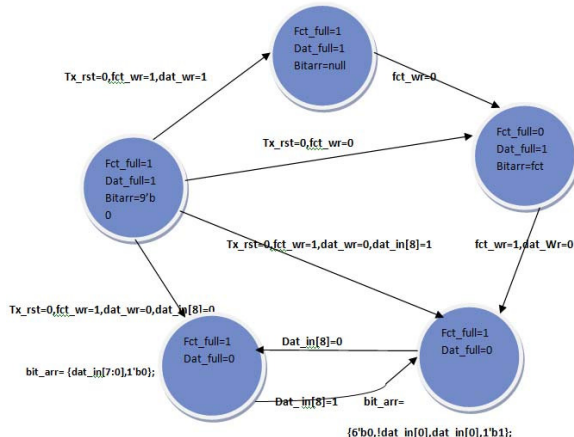 Fct_full=1
Dat_full=1
Bitarr=null
Tx_rst=0,fct_wr=1,dat_wr=1
fct_wr=0
Fct_full=0
Dat_full=1
Bitarr=fct
Tx_rst=0,fct_wr=0
Fct_full=1
Dat_full=1
Bitarr=9'b
0
Tx_rst=0,fct_wr=1,dat_wr=0,dat_in[8]=1
fct_wr=1,dat_Wr=0
Tx_rst=0,fct_wr=1,dat_wr=0,dat_in[8]=0
Fct_full=1
Dat_full=0
Fct_full=1
Dat_full=0
Dat_in[8]=0
bit_arr= {dat_in[7:0],1'b0};
Dat_in[8]=1
bit_arr=
{6'b0,!dat_in[0],dat_in[0],1'b1};